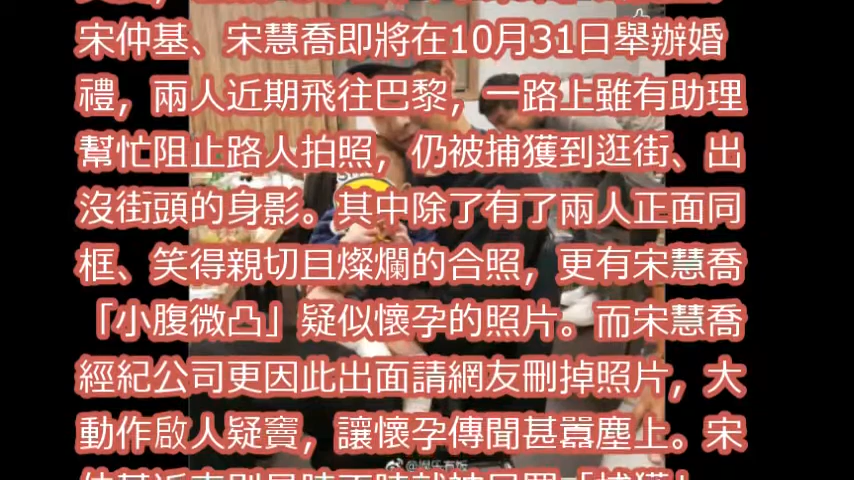 宋仲基、宋慧喬即將在10月31日舉辦婚
禮，兩人近期飛往巴黎，一路上雖有助理
幫忙阻止路人拍照，仍被捕獲到逛街、出
沒街頭的身影。其中除了有了兩人正面同
框、笑得親切且燦爛的合照，更有宋慧喬
「小腹微凸」疑似懷孕的照片。而宋慧喬
經紀公司更因此出面請網友刪掉照片，大
動作啟人疑竇，讓懷孕傳聞甚囂塵上。宋
@娛乐有饭